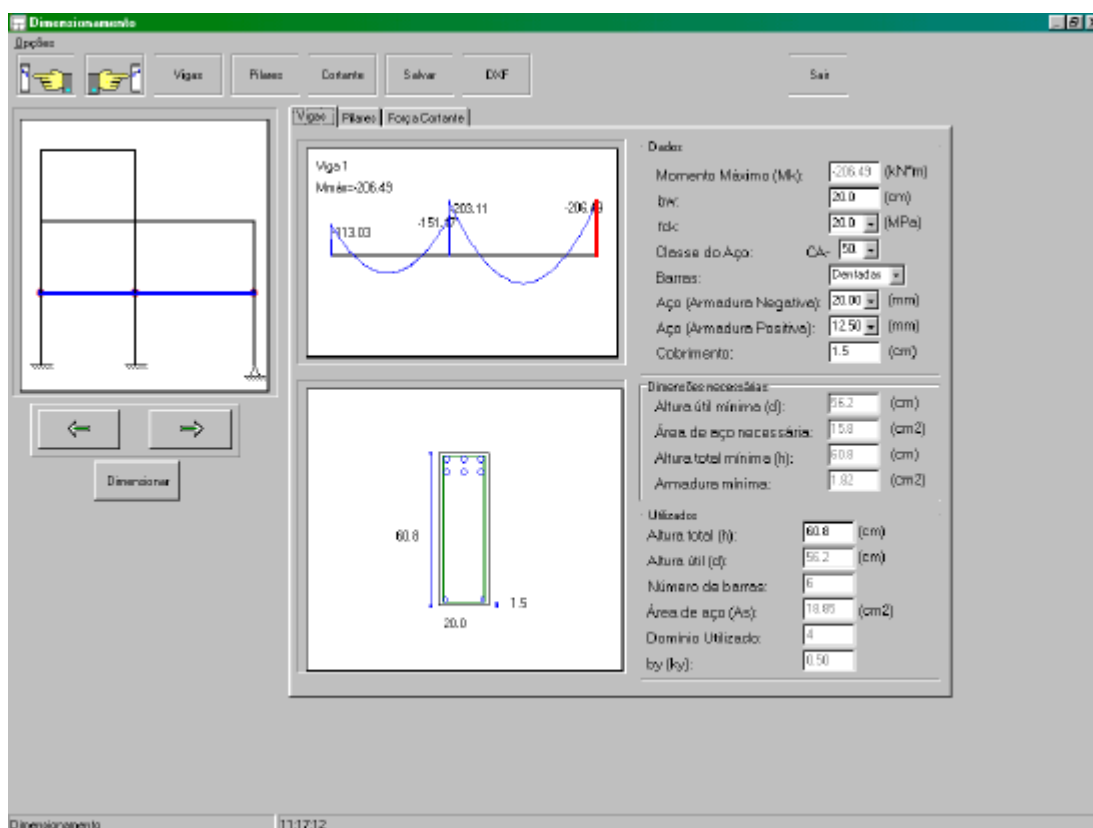 Dimensionamento
Opções
Vigas Pilares Cortante Salvar DXF Sair
Vigas Pilares Força Cortante
Viga 1
Mmáx=-206.49
-113.03 -203.11 -206.49
Dados
Momento Máximo (Mk): -206.49 (kN*m)
bw: 20.0 (cm)
fck: 20.0 (MPa)
Classe do Aço: CA- 50.
Barras: Dentadas
Aço (Armadura Negativa): 20.00 (mm)
Aço (Armadura Positiva): 12.50 (mm)
Cobrimento: 1.5 (cm)
Dimensões necessárias
Altura útil mínima (d): 56.2 (cm)
Área de aço necessária: 15.8 (cm2)
Altura total mínima (h): 60.8 (cm)
Armadura mínima: 1.82 (cm2)
Dimensionar
60.8
1.5
20.0
Utilizados
Altura total (h): 60.8 (cm)
Altura útil (d): 56.2 (cm)
Número de barras: 6
Área de aço (As): 18.85 (cm2)
Domínio Utilizado: 4
by (ky): 0.50
Dimensionamento 11:17:12